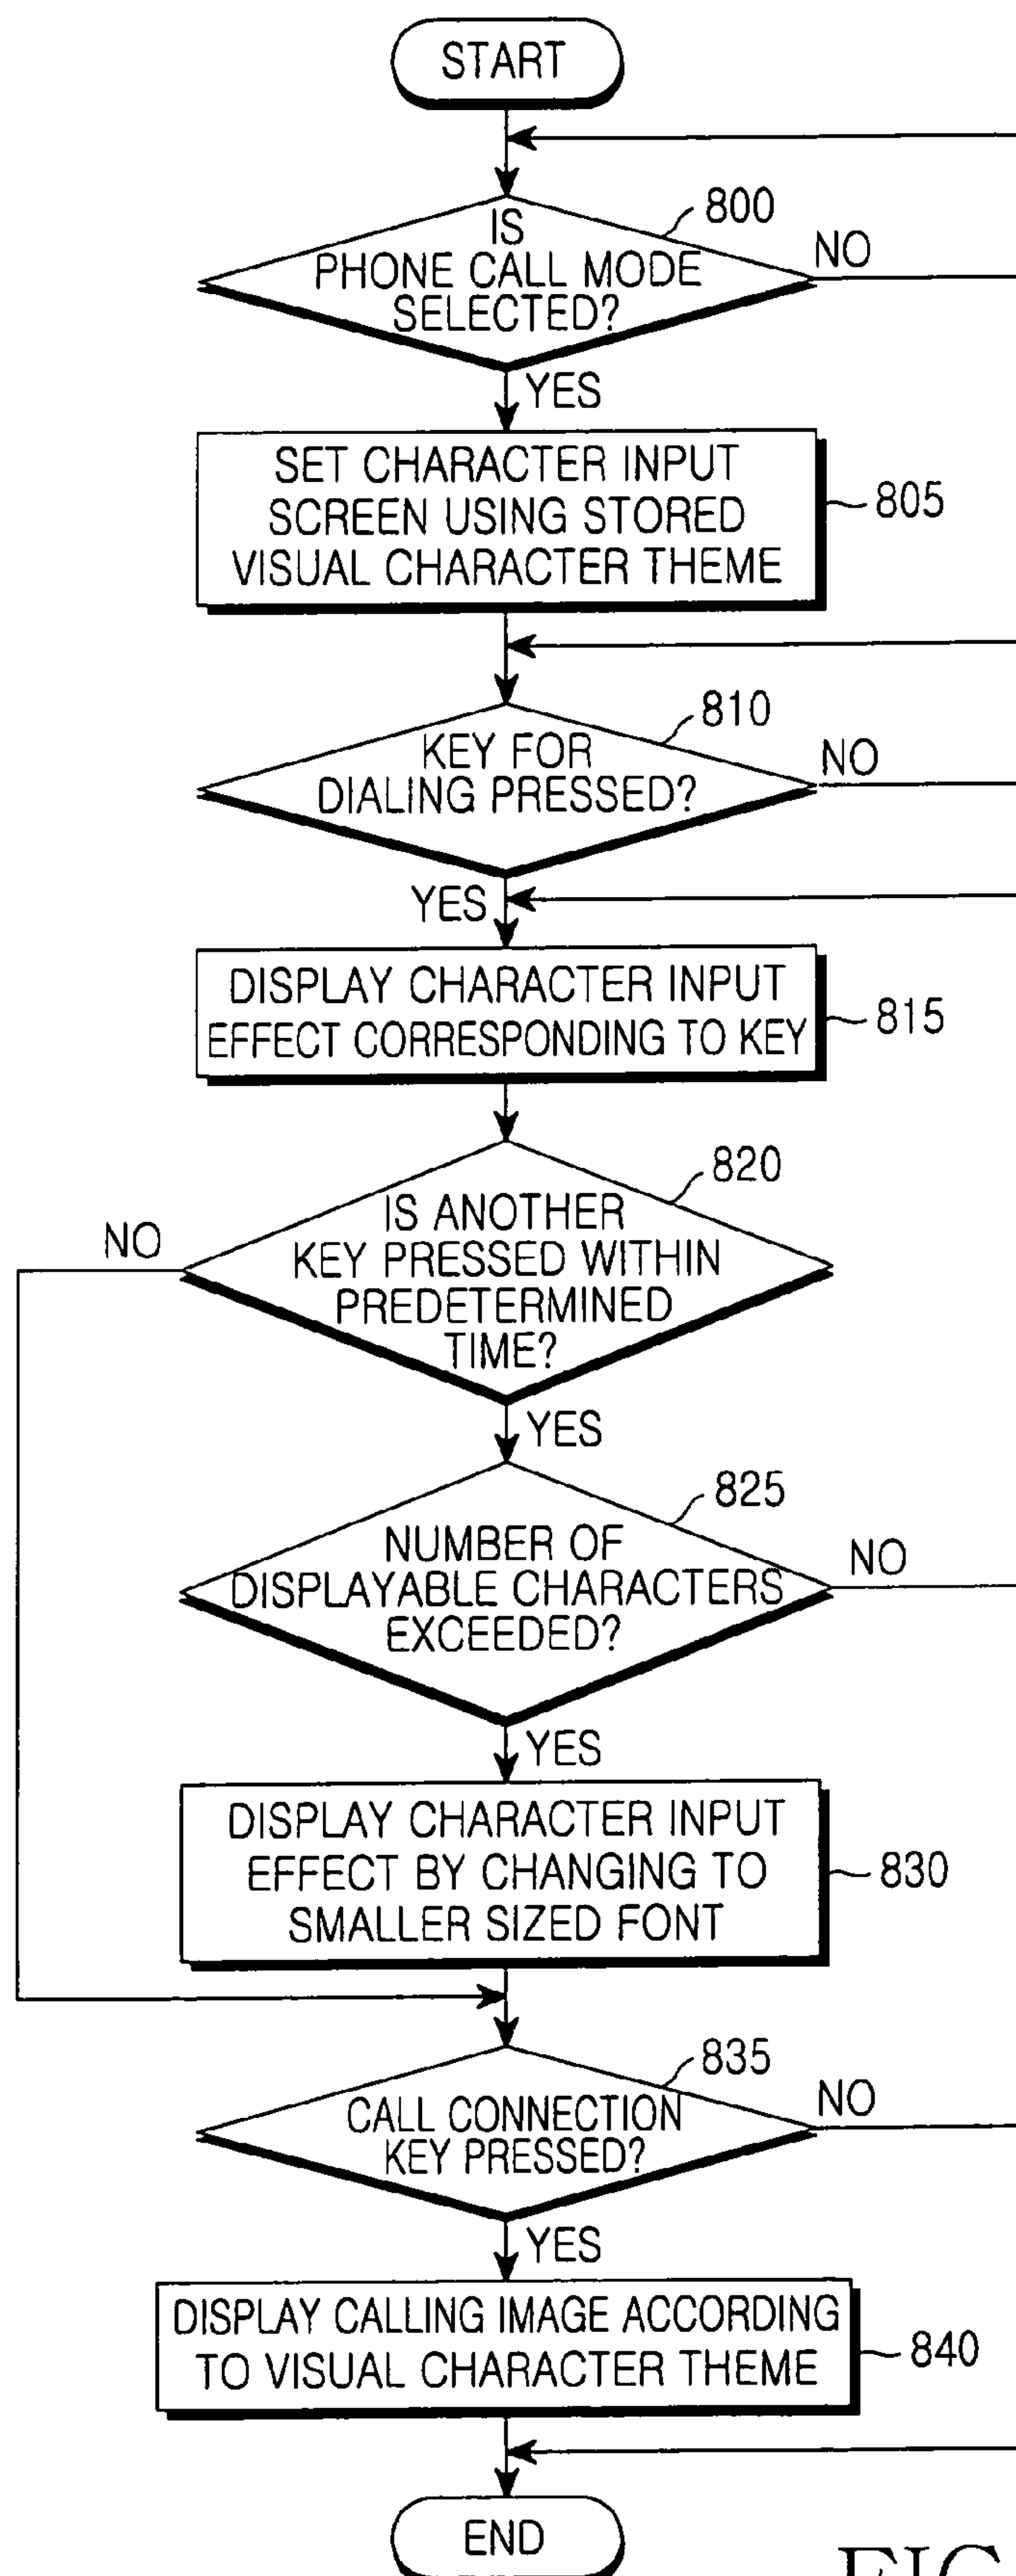 START
800
IS
PHONE CALL MODE
SELECTED?
NO
YES
SET CHARACTER INPUT
SCREEN USING STORED
VISUAL CHARACTER THEME
805
810
KEY FOR
DIALING PRESSED?
NO
YES
DISPLAY CHARACTER INPUT
EFFECT CORRESPONDING TO KEY
815
820
IS ANOTHER
KEY PRESSED WITHIN
PREDETERMINED
TIME?
NO
YES
825
NUMBER OF
DISPLAYABLE CHARACTERS
EXCEEDED?
NO
YES
DISPLAY CHARACTER INPUT
EFFECT BY CHANGING TO
SMALLER SIZED FONT
830
835
CALL CONNECTION
KEY PRESSED?
NO
YES
DISPLAY CALLING IMAGE ACCORDING
TO VISUAL CHARACTER THEME
840
END